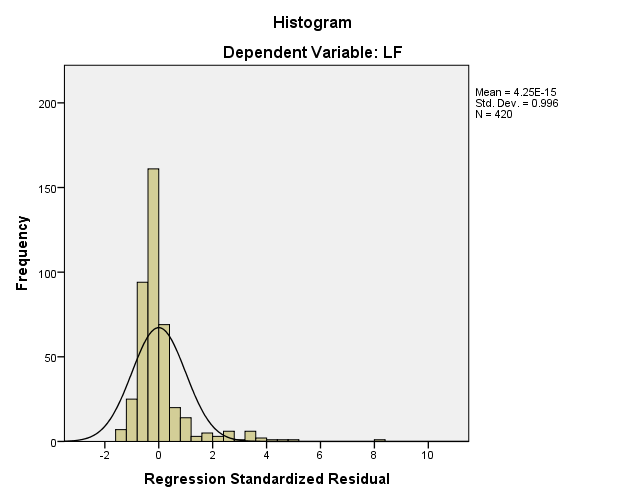 Histogram
Dependent Variable: LF
Mean = 4.25E-15
Std. Dev. = 0.996
N = 420
Frequency
200
150
100
50
0
-2 0 2 4 6 8 10
Regression Standardized Residual